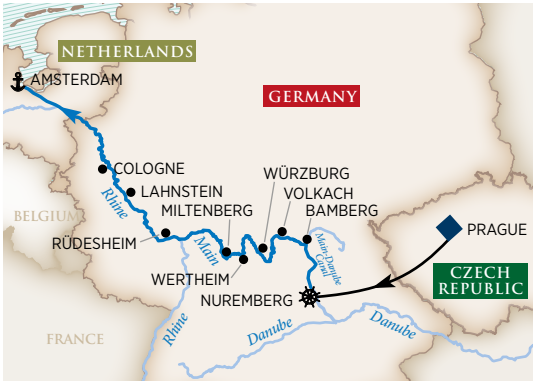 NETHERLANDS
AMSTERDAM
GERMANY
COLOGNE
LAHNSTEIN
Rhine
MILTENBERG
WÜRZBURG
VOLKACH
BAMBERG
BELGIUM
RÜDESHEIM
Main
Main-Danube
Canal
PRAGUE
WERTHEIM
NUREMBERG
CZECH
REPUBLIC
FRANCE
Rhine
Danube
Danube